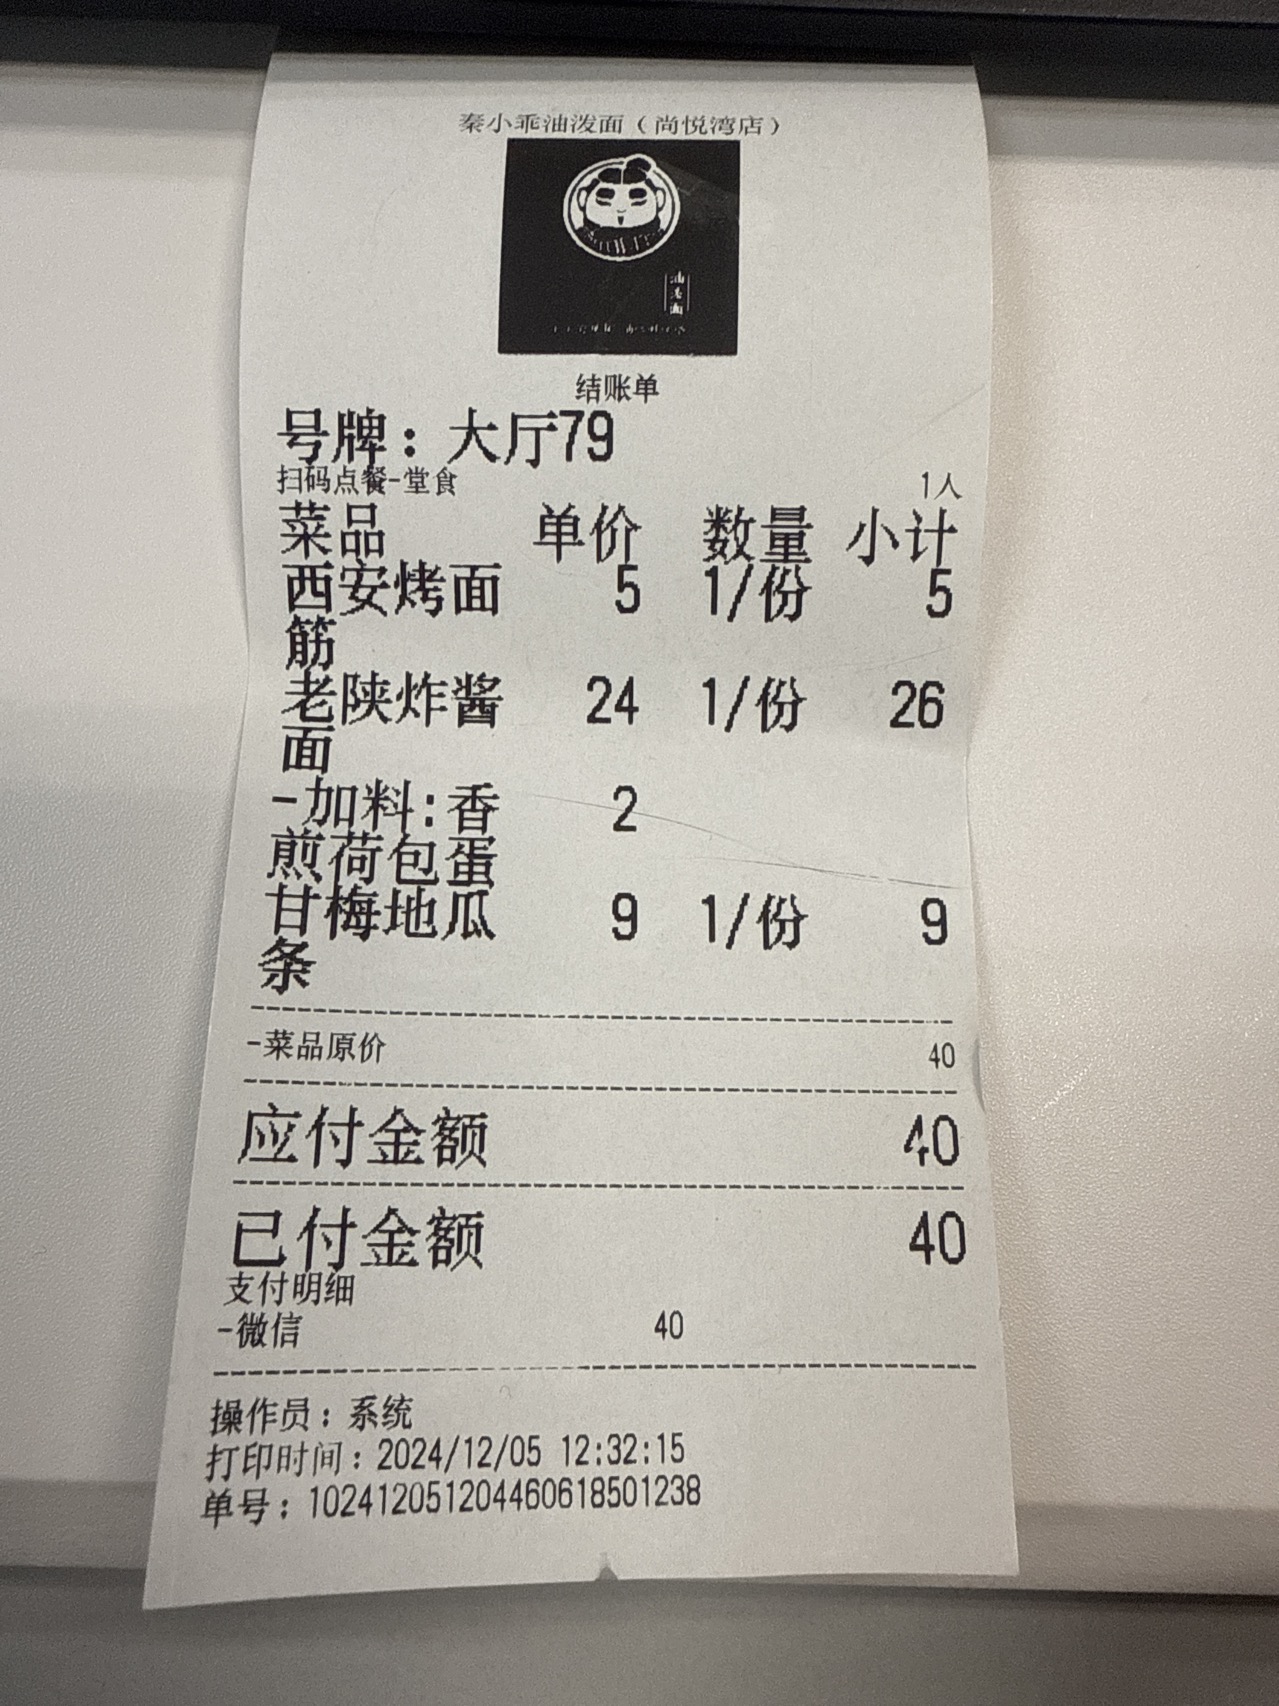 秦小乖油泼面（尚悦湾店）
结账单
号牌：大厅79
扫码点餐-堂食 1人
菜品 单价 数量 小计
西安烤面 5 1/份 5
筋
老陕炸酱 24 1/份 26
面
-加料:香 2
煎荷包蛋
甘梅地瓜 9 1/份 9
条
-菜品原价 40
应付金额 40
已付金额 40
支付明细
-微信 40
操作员：系统
打印时间：2024/12/05 12:32:15
单号：102412051204460618501238